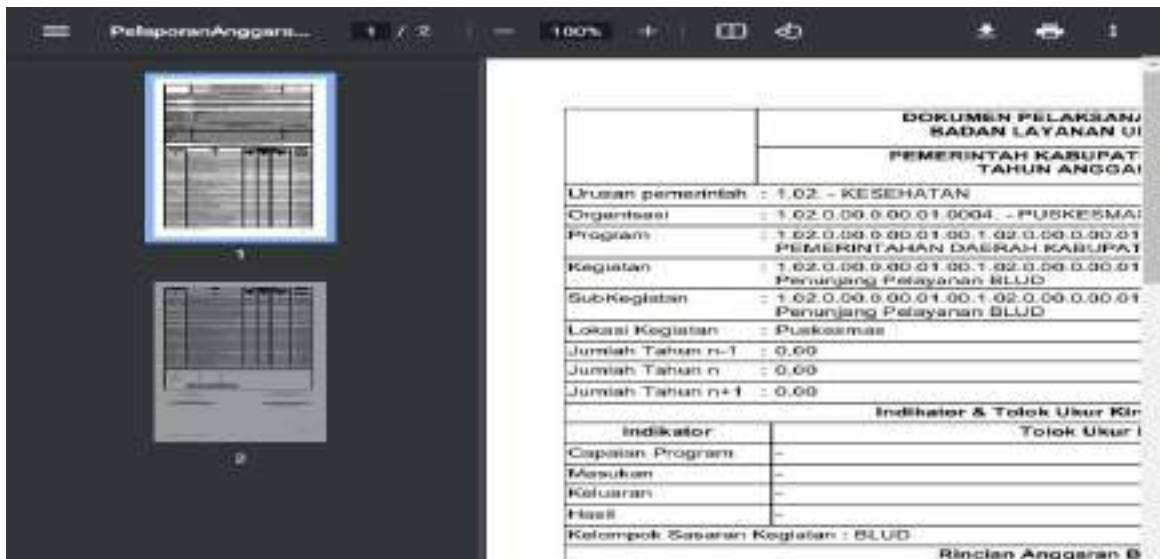 PelaporanAnggara...
1 / 2
100%
1
2
DOKUMEN PELAKSANA
BADAN LAYANAN U
PEMERINTAH KABUPAT
TAHUN ANGGA
Urusan pemerintah : 1.02. - KESEHATAN
Organisasi : 1.02.0.00.0.00.01.0004. - PUSKESMA
Program : 1.02.0.00.0.00.01.00.1.02.0.00.0.00.01
PEMERINTAHAN DAERAH KABUPAT
Kegiatan : 1.02.0.00.0.00.01.00.1.02.0.00.0.00.01
Penunjang Pelayanan BLUD
SubKegiatan : 1.02.0.00.0.00.01.00.1.02.0.00.0.00.01
Penunjang Pelayanan BLUD
Lokasi Kegiatan : Puskesmas
Jumlah Tahun n-1 : 0,00
Jumlah Tahun n : 0,00
Jumlah Tahun n+1 : 0,00
Indikator & Tolok Ukur Kin
Indikator Tolok Ukur
Capaian Program -
Masukan -
Keluaran -
Hasil -
Kelompok Sasaran Kegiatan : BLUD
Rincian Anggaran B